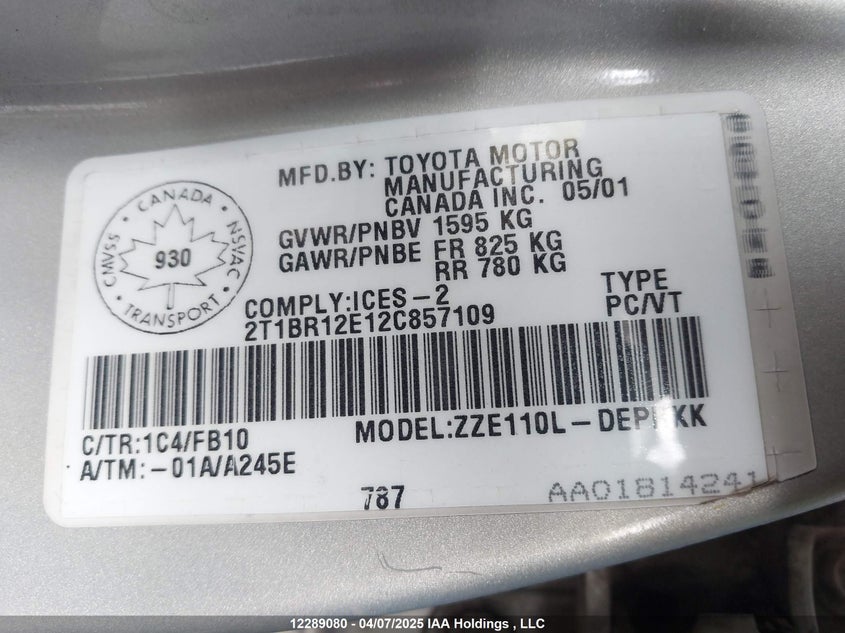 MFD.BY: TOYOTA MOTOR
MANUFACTURING
CANADA INC. 05/01
GVWR/PNBV 1595 KG
GAWR/PNBE FR 825 KG
RR 780 KG
CANADA
CMVSS
930
NSVAC
TRANSPORT
COMPLY:ICES-2
2T1BR12E12C857109
TYPE
PC/VT
C/TR:1C4/FB10
MODEL:ZZE110L-
A/TM:-01A/A245E
787
AA01814241
12289080 - 04/07/2025 IAA Holdings , LLC